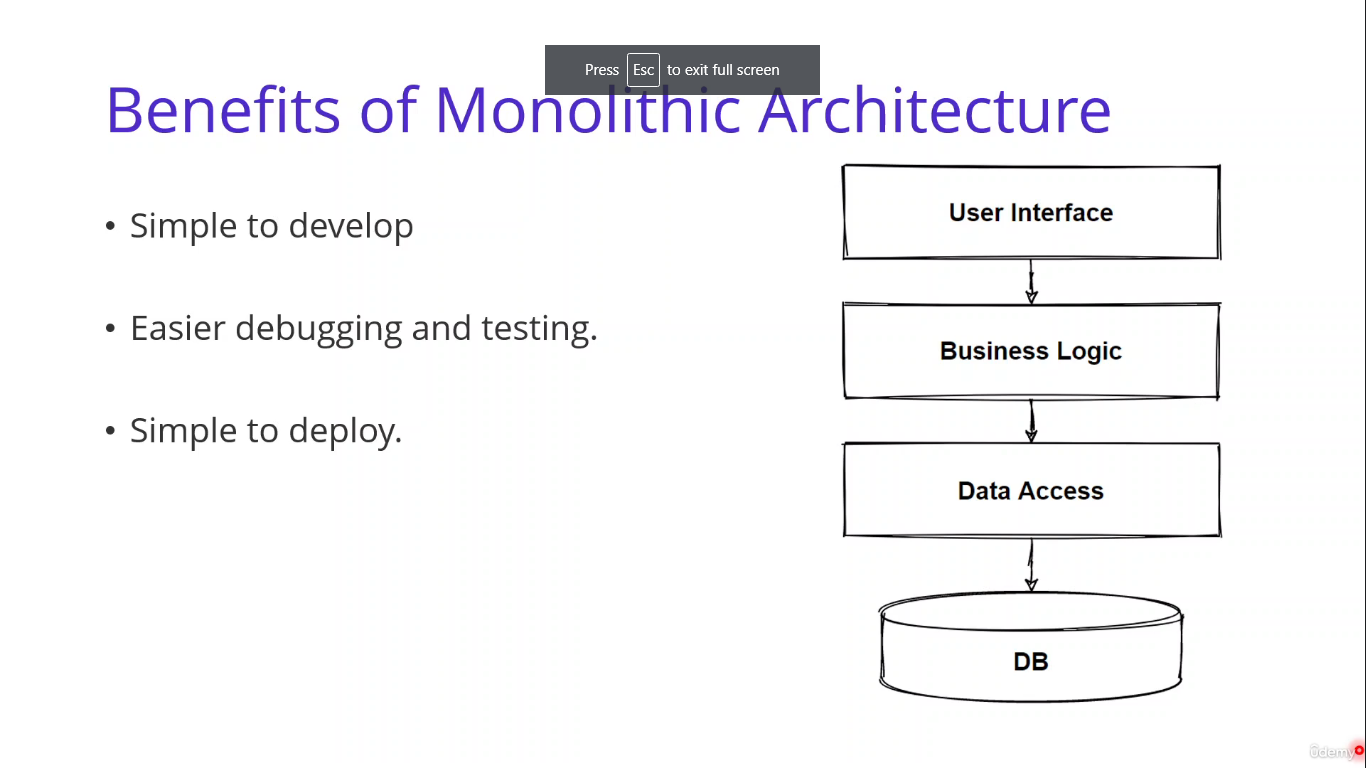 Press Esc to exit full screen
Benefits of Monolithic Architecture
• Simple to develop
• Easier debugging and testing.
• Simple to deploy.
User Interface
Business Logic
Data Access
DB
Udemy